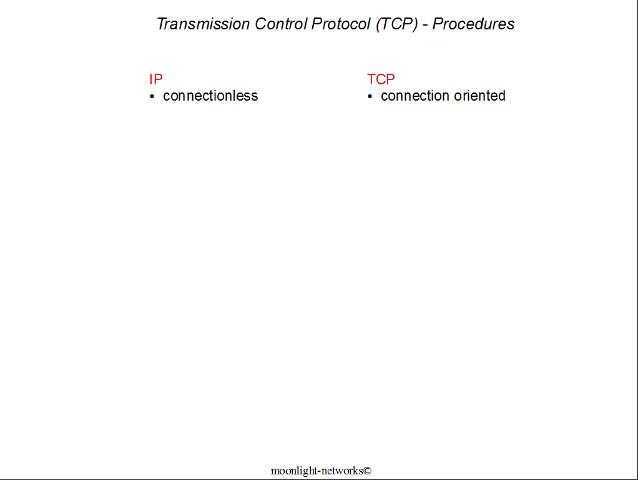 Transmission Control Protocol (TCP) - Procedures
IP
• connectionless
TCP
• connection oriented
moonlight-networks©